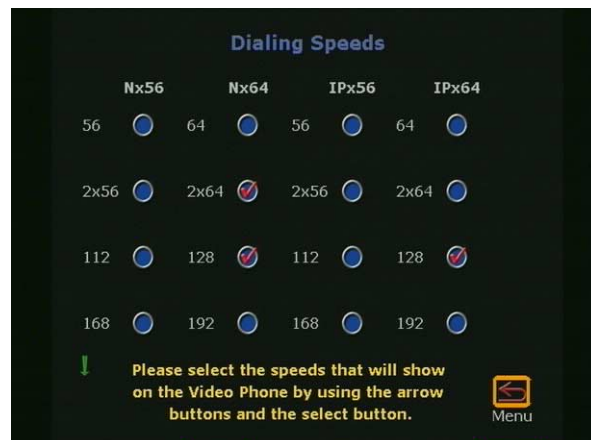 Dialing Speeds
Nx56 Nx64 IPx56 IPx64
56 64 56 64
2x56 2x64 2x56 2x64
112 128 112 128
168 192 168 192
Please select the speeds that will show
on the Video Phone by using the arrow
buttons and the select button.
Menu